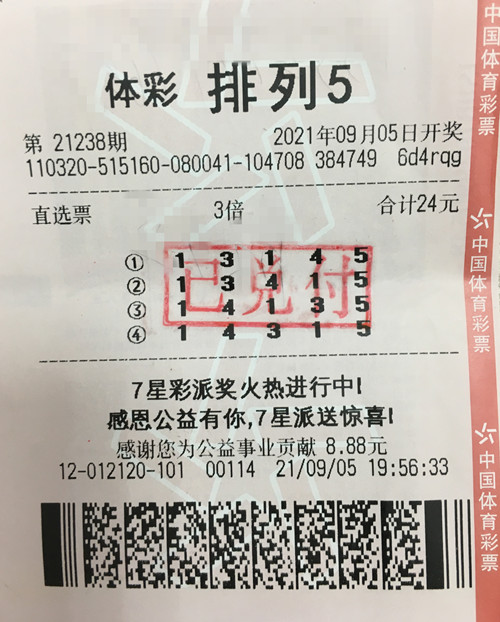 体彩 排列5
第 21238期 2021年09月05日开奖
110320-515160-080041-104708 384749 6d4rqg
直选票 3倍 合计24元
① 1 3 1 4 5
② 1 3 4 1 5
③ 1 4 1 3 5
④ 1 4 3 1 5
已兑付
7星彩派奖火热进行中!
感恩公益有你,7星派送惊喜!
感谢您为公益事业贡献 8.88元
12-012120-101 00114 21/09/05 19:56:33
中国体育彩票
中国体育彩票
中国体育彩票